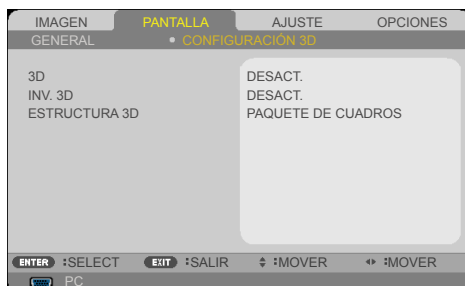 IMAGEN PANTALLA AJUSTE OPCIONES
GENERAL • CONFIGURACIÓN 3D
3D DESACT.
INV. 3D DESACT.
ESTRUCTURA 3D PAQUETE DE CUADROS
ENTER :SELECT EXIT :SALIR :MOVER :MOVER
PC